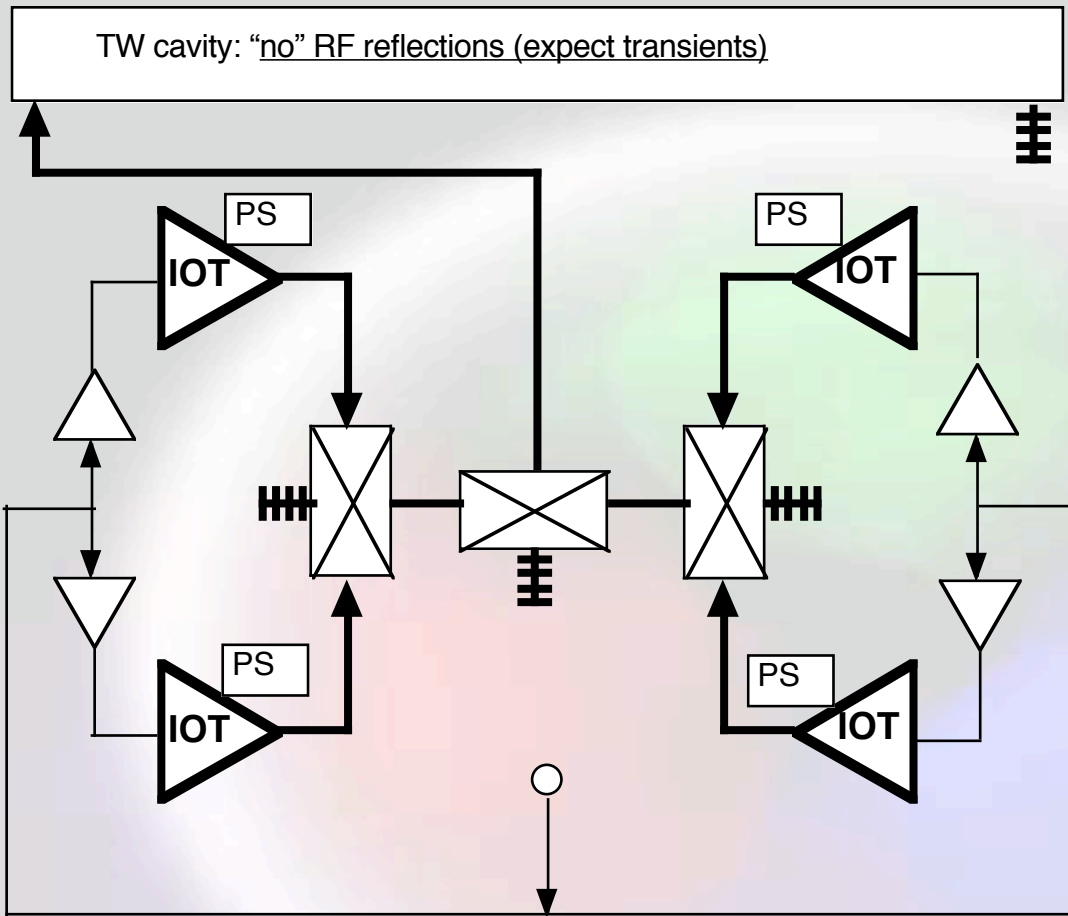 TW cavity: “no” RF reflections (expect transients)
PS
PS
IOT
IOT
PS
PS
IOT
IOT